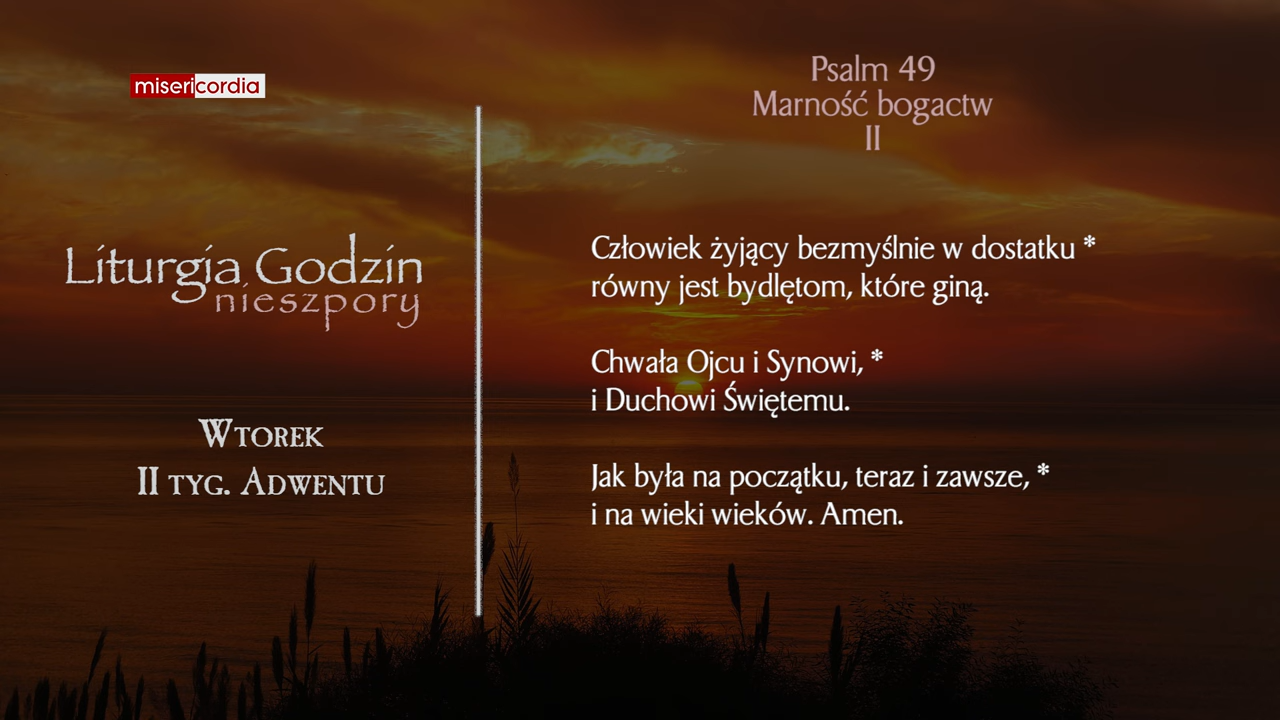 misericordia
Liturgia Godzin
nieszpory
Wtorek
II tyg. Adwentu
Psalm 49
Marność bogactw
II
Człowiek żyjący bezmyślnie w dostatku *
równy jest bydlętom, które giną.
Chwała Ojcu i Synowi, *
i Duchowi Świętemu.
Jak była na początku, teraz i zawsze, *
i na wieki wieków. Amen.